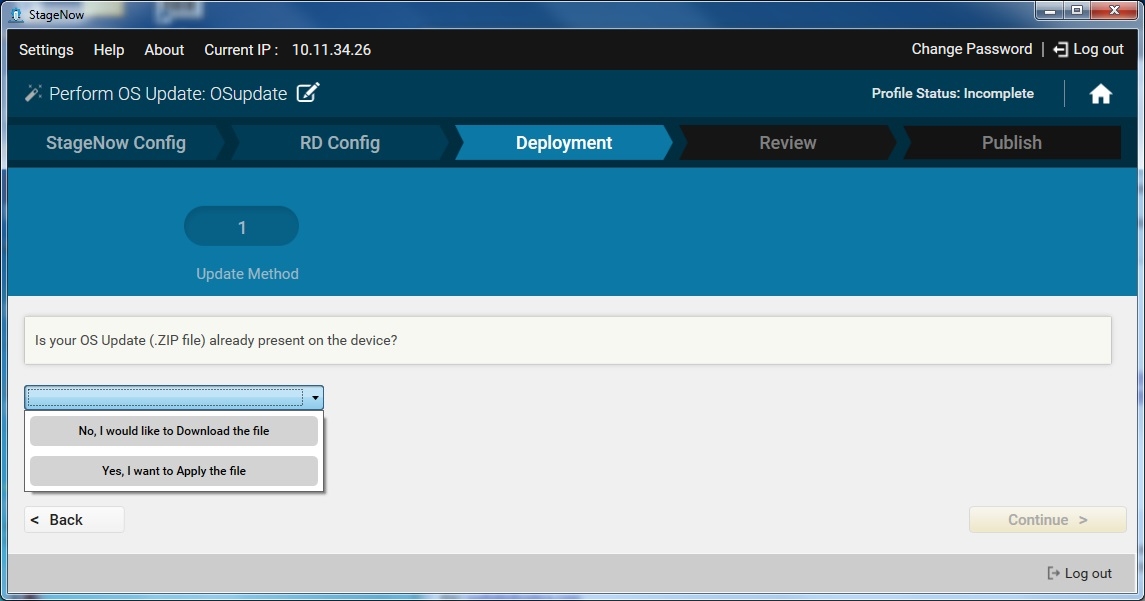 StageNow
Settings Help About Current IP : 10.11.34.26 Change Password | Log out
Perform OS Update: OSupdate Profile Status: Incomplete
StageNow Config RD Config Deployment Review Publish
1
Update Method
Is your OS Update (.ZIP file) already present on the device?
No, I would like to Download the file
Yes, I want to Apply the file
< Back Continue >
Log out